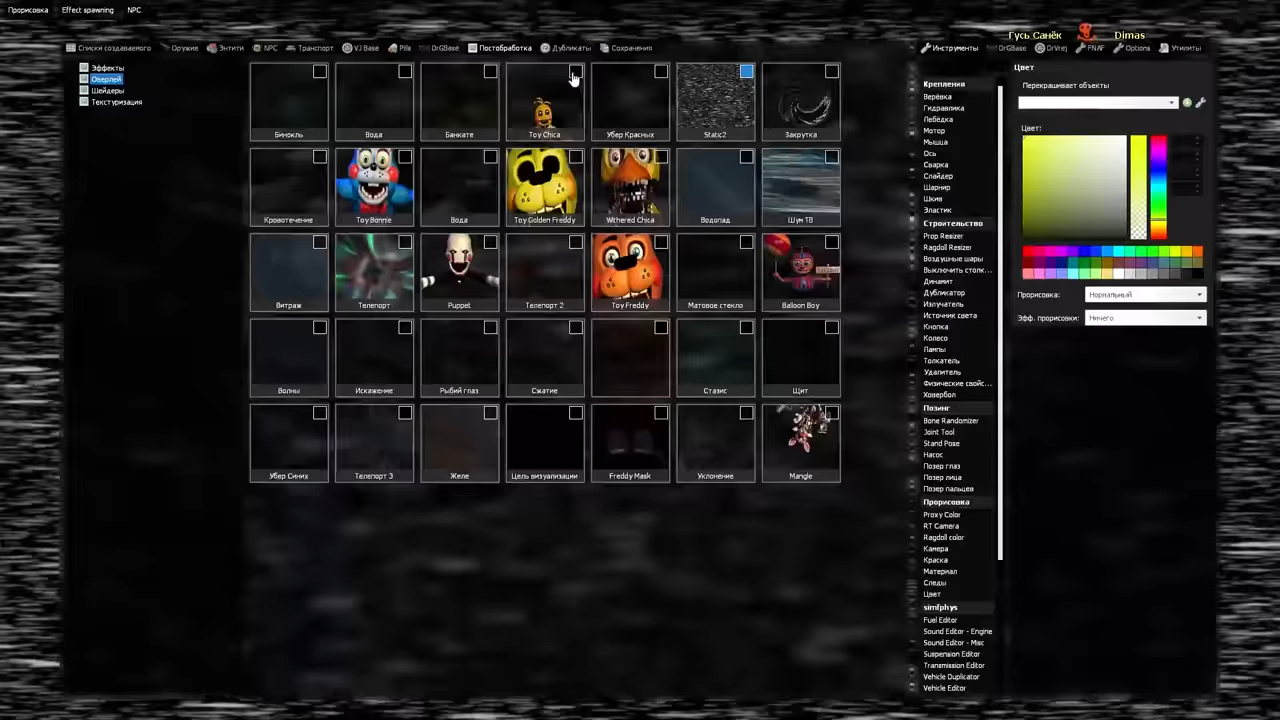 Прорисовка Effect spawning NPC
Гусь Санёк Dimas
Списки создаваемого Оружие Энтити NPC Транспорт VJ Base Pills DrGBase Постобработка Дубликаты Сохранения
Инструменты DrGBase (Dr)Vrej FNAF Options Утилиты
Эффекты
Оверлей
Шейдеры
Текстуризация
Бинокль Вода Банкате Toy Chica Убер Красных Static2 Закрутка
Кровотечение Toy Bonnie Вода Toy Golden Freddy Withered Chica Водопад Шум ТВ
Витраж Телепорт Puppet Телепорт 2 Toy Freddy Матовое стекло Baloon Boy
Волны Искажение Рыбий глаз Сжатие Стазис Щит
Убер Синих Телепорт 3 Желе Цель визуализации Freddy Mask Уклонение Mangle
Крепления
Верёвка
Гидравлика
Лебёдка
Мотор
Мышца
Ось
Сварка
Слайдер
Шарнир
Шкив
Эластик
Строительство
Prop Resizer
Ragdoll Resizer
Воздушные шары
Выключить столк...
Динамит
Дубликатор
Излучатель
Источник света
Кнопка
Колесо
Лампы
Толкатель
Удалитель
Физические свойс...
Ховербол
Позинг
Bone Randomizer
Joint Tool
Stand Pose
Насос
Позер глаз
Позер лица
Позер пальцев
Прорисовка
Proxy Color
RT Camera
Ragdoll color
Камера
Краска
Материал
Следы
Цвет
simfphys
Fuel Editor
Sound Editor - Engine
Sound Editor - Misc
Suspension Editor
Transmission Editor
Vehicle Duplicator
Vehicle Editor
Цвет
Перекрашивает объекты
Цвет:
Прорисовка: Нормальный
Эфф. прорисовки: Ничего